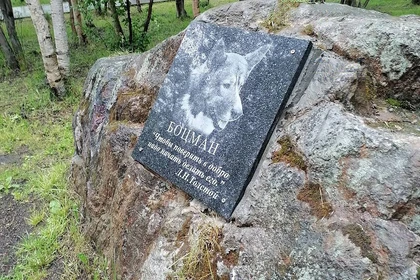 БОЦМАН
"Чтобы поверить в добро
надо начать делать его."
Л.Н.Толстой